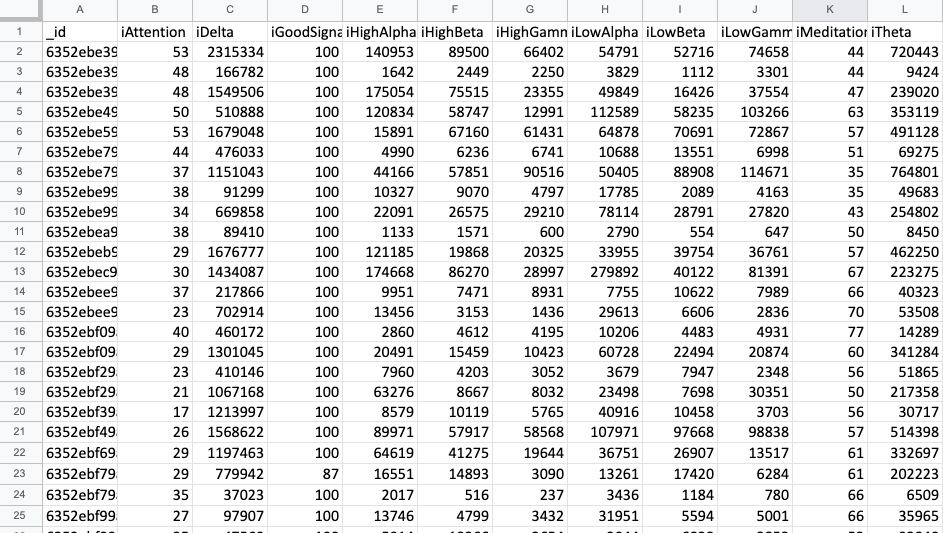 A B C D E F G H I J K L
1 _id iAttention iDelta iGoodSigna iHighAlpha iHighBeta iHighGamn iLowAlpha iLowBeta iLowGamm iMeditation iTheta
2 6352ebe39 53 2315334 100 140953 89500 66402 54791 52716 74658 44 720443
3 6352ebe39 48 166782 100 1642 2449 2250 3829 1112 3301 44 9424
4 6352ebe39 48 1549506 100 175054 75515 23355 49849 16426 37554 47 239020
5 6352ebe49 50 510888 100 120834 58747 12991 112589 58235 103266 63 353119
6 6352ebe59 53 1679048 100 15891 67160 61431 64878 70691 72867 57 491128
7 6352ebe79 44 476033 100 4990 6236 6741 10688 13551 6998 51 69275
8 6352ebe79 37 1151043 100 44166 57851 90516 50405 88908 114671 35 764801
9 6352ebe99 38 91299 100 10327 9070 4797 17785 2089 4163 35 49683
10 6352ebe99 34 669858 100 22091 26575 29210 78114 28791 27820 43 254802
11 6352ebea9 38 89410 100 1133 1571 600 2790 554 647 50 8450
12 6352ebeb9 29 1676777 100 121185 19868 20325 33955 39754 36761 57 462250
13 6352ebec9 30 1434087 100 174668 86270 28997 279892 40122 81391 67 223275
14 6352ebee9 37 217866 100 9951 7471 8931 7755 10622 7989 66 40323
15 6352ebee9 23 702914 100 13456 3153 1436 29613 6606 2836 70 53508
16 6352ebf09 40 460172 100 2860 4612 4195 10206 4483 4931 77 14289
17 6352ebf09 29 1301045 100 20491 15459 10423 60728 22494 20874 60 341284
18 6352ebf29 23 410146 100 7960 4203 3052 3679 7947 2348 56 51865
19 6352ebf29 21 1067168 100 63276 8667 8032 23498 7698 30351 50 217358
20 6352ebf39 17 1213997 100 8579 10119 5765 40916 10458 3703 56 30717
21 6352ebf49 26 1568622 100 89971 57917 58568 107971 97668 98838 57 514398
22 6352ebf69 29 1197463 100 64619 41275 19644 36751 26907 13517 61 332697
23 6352ebf79 29 779942 87 16551 14893 3090 13261 17420 6284 61 202223
24 6352ebf79 35 37023 100 2017 516 237 3436 1184 780 66 6509
25 6352ebf99 27 97907 100 13746 4799 3432 31951 5594 5001 66 35965